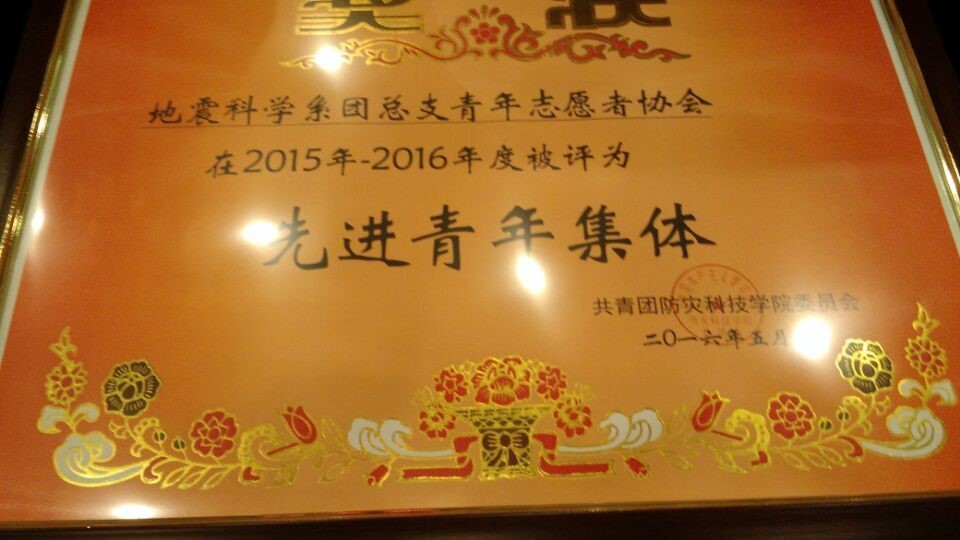 奖状
地震科学系团总支青年志愿者协会
在2015年-2016年度被评为
先进青年集体
共青团防灾科技学院委员会
二〇一六年五月